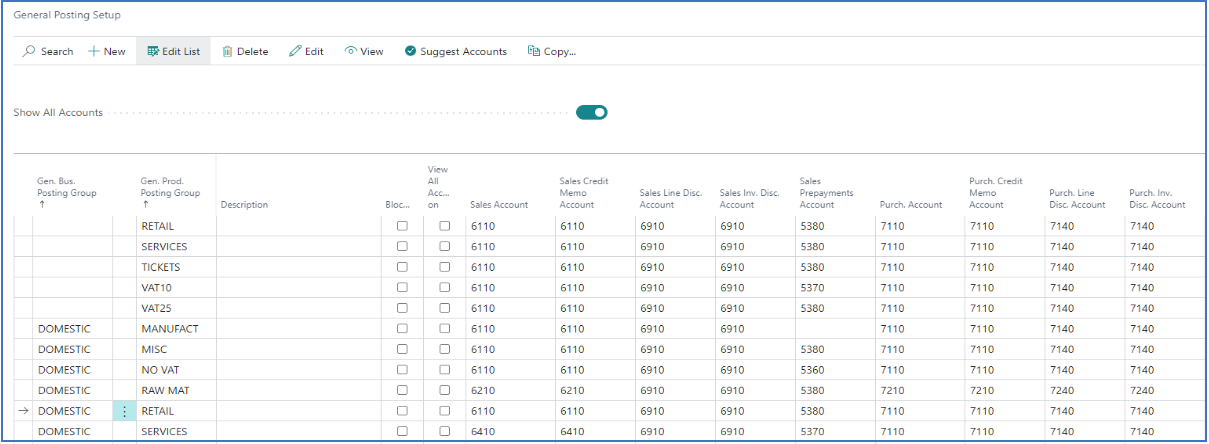 General Posting Setup
Search New Edit List Delete Edit View Suggest Accounts Copy...
Show All Accounts
Gen. Bus. Posting Group ↑ Gen. Prod. Posting Group ↑ Description Bloc... View All Acc... on Sales Account Sales Credit Memo Account Sales Line Disc. Account Sales Inv. Disc. Account Sales Prepayments Account Purch. Account Purch. Credit Memo Account Purch. Line Disc. Account Purch. Inv. Disc. Account
RETAIL 6110 6110 6910 6910 5380 7110 7110 7140 7140
SERVICES 6110 6110 6910 6910 5380 7110 7110 7140 7140
TICKETS 6110 6110 6910 6910 5380 7110 7110 7140 7140
VAT10 6110 6110 6910 6910 5370 7110 7110 7140 7140
VAT25 6110 6110 6910 6910 5380 7110 7110 7140 7140
DOMESTIC MANUFACT 6110 6110 6910 6910 7110 7110 7140 7140
DOMESTIC MISC 6110 6110 6910 6910 5380 7110 7110 7140 7140
DOMESTIC NO VAT 6110 6110 6910 6910 5360 7110 7110 7140 7140
DOMESTIC RAW MAT 6210 6210 6910 6910 5380 7210 7210 7240 7240
→ DOMESTIC RETAIL 6110 6110 6910 6910 5380 7110 7110 7140 7140
DOMESTIC SERVICES 6410 6410 6910 6910 5370 7110 7110 7140 7140